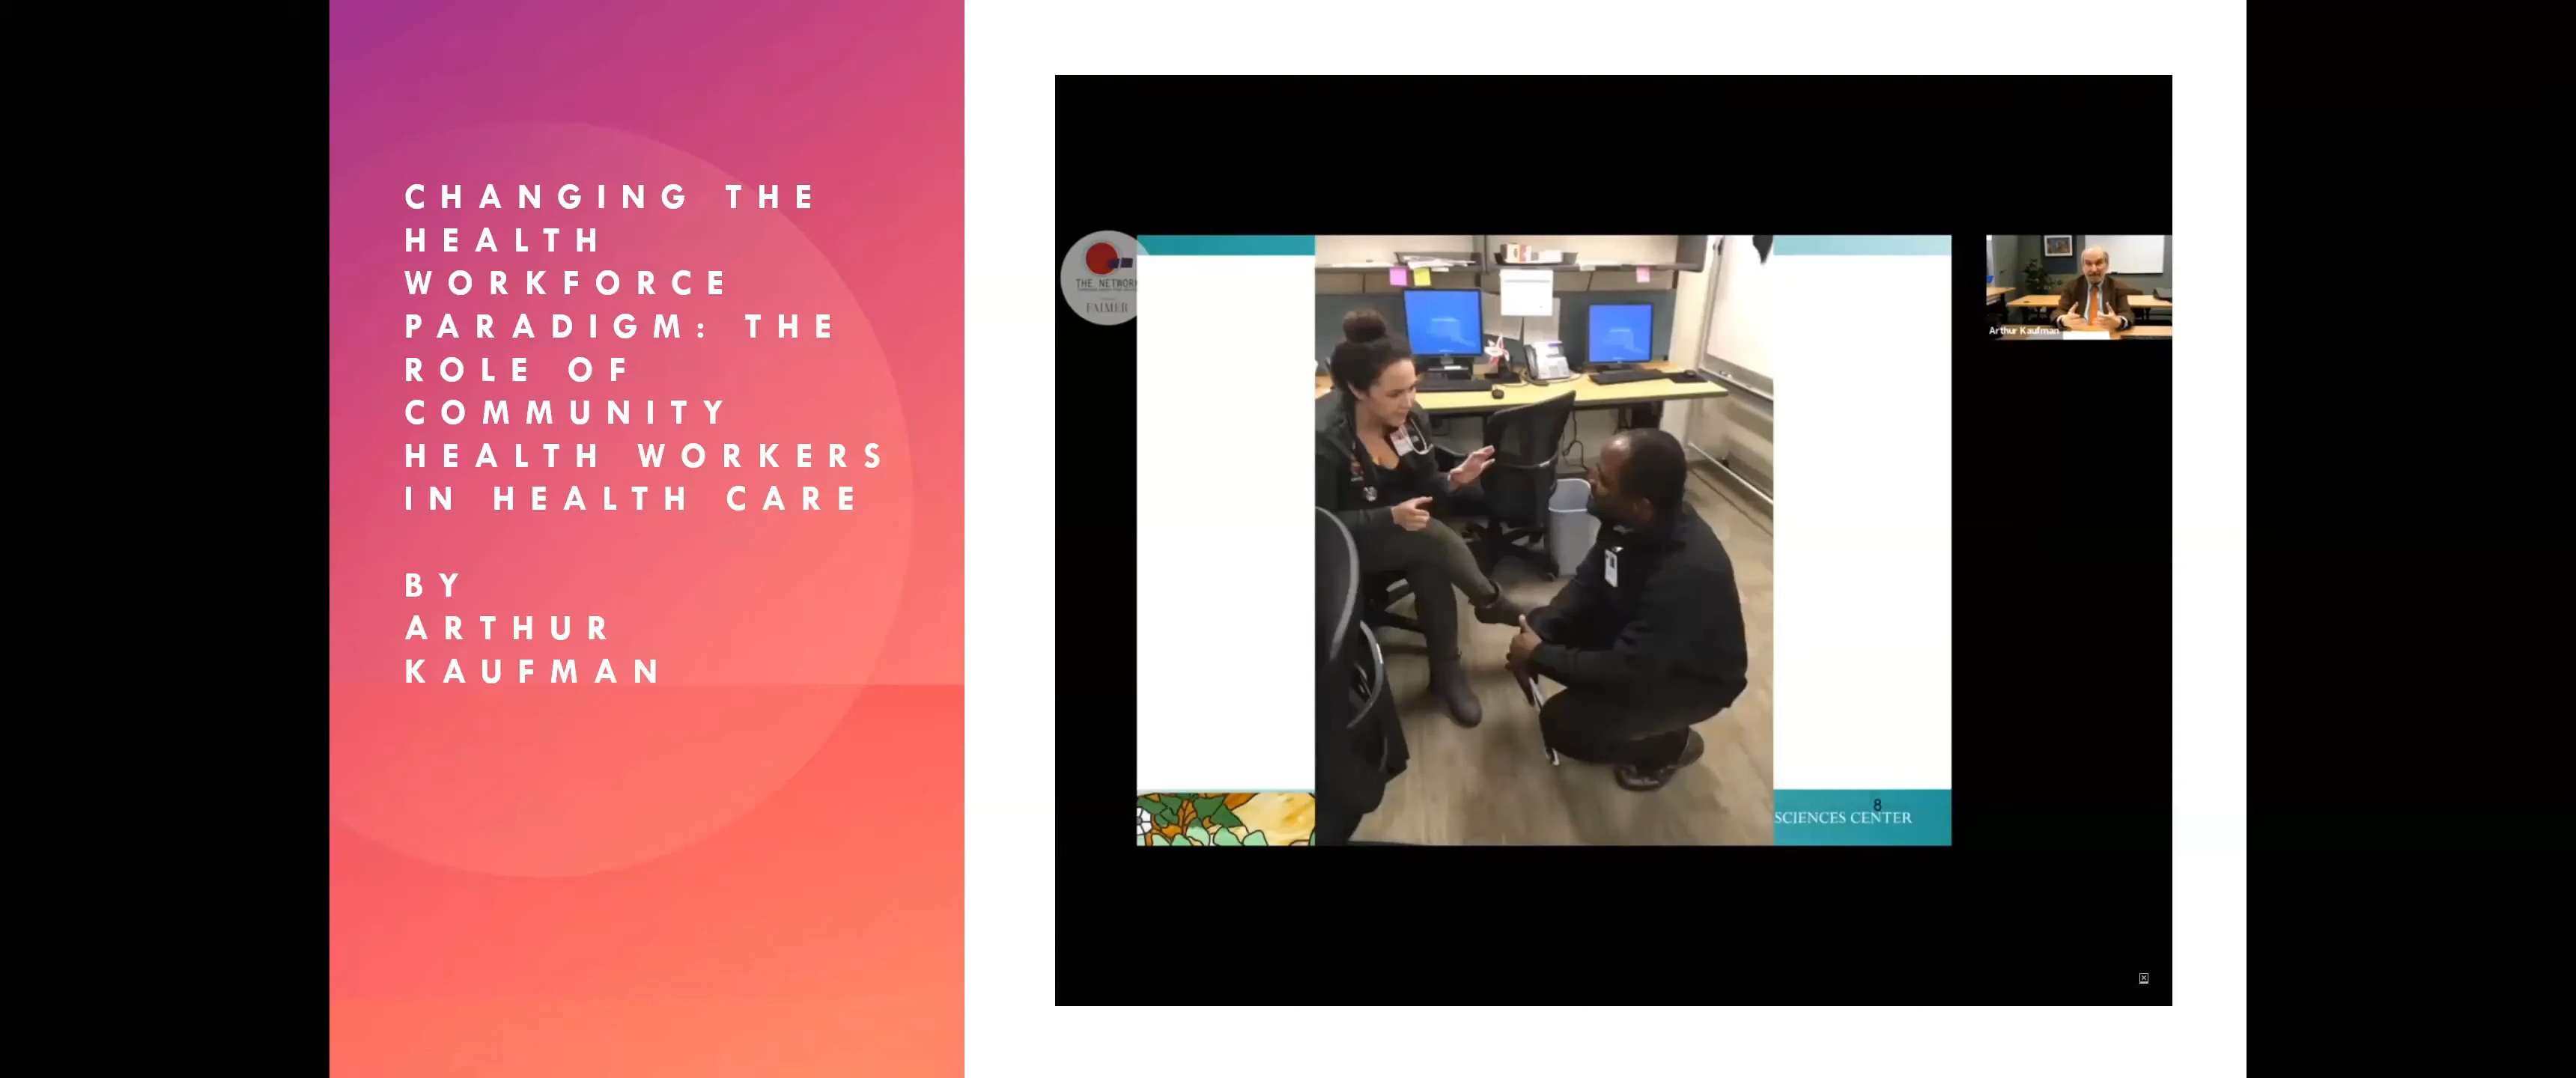 CHANGING THE
HEALTH
WORKFORCE
PARADIGM: THE
ROLE OF
COMMUNITY
HEALTH WORKERS
IN HEALTH CARE
BY
ARTHUR
KAUFMAN
THE NETWORK
FAIMER
Arthur Kaufman
8
SCIENCES CENTER